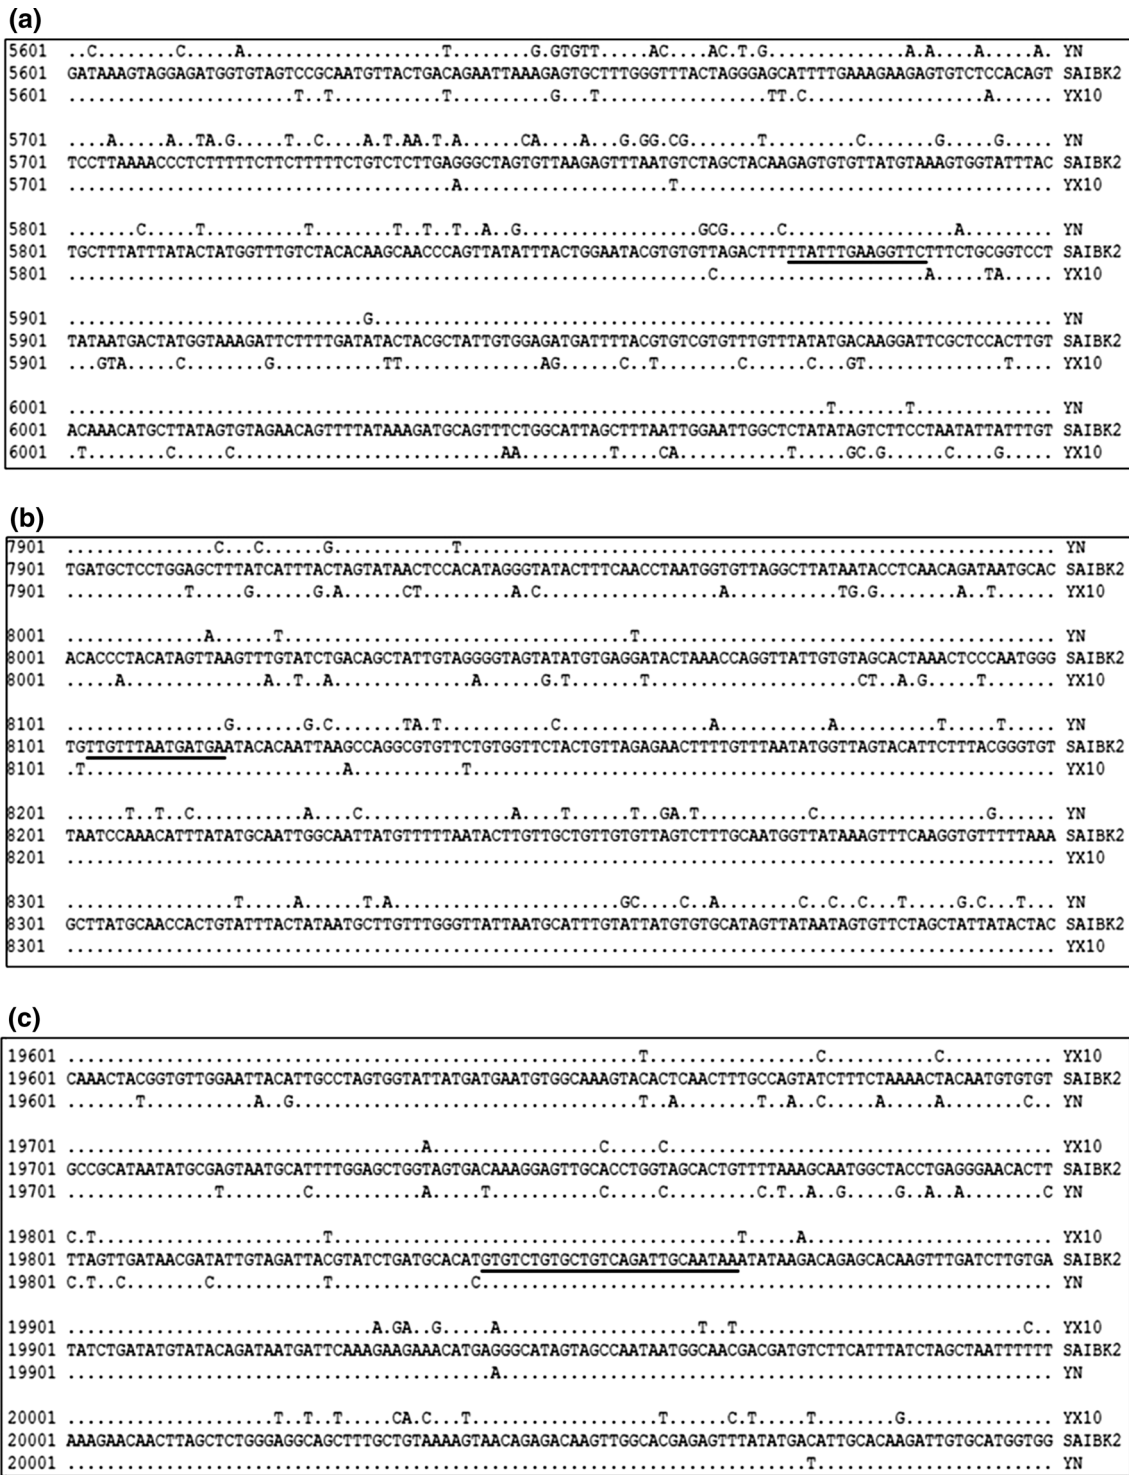 (a)
5601 ..C........C.....A....................T........G.GTGTT.....AC....AC.T.G..............A.A....A.....A. YN
5601 GATAAAGTAGGAGATGGTGTAGTCCGCAATGTTACTGACAGAATTAAAGAGTGCTTTGGGTTTACTAGGGAGCATTTTGAAAGAAGAGTGTCTCCACAGT SAIBK2
5601 .......................T..T...........T..........G...T.................TT.C..................A...... YX10
5701 ....A.....A..TA.G.....T..C....A.T.AA.T.A......CA....A...G.GG.CG.......T.........C.......G.....G..... YN
5701 TCCTTAAAACCCTCTTTTTCTTCTTTTTCTGTCTCTTGAGGGCTAGTGTTAAGAGTTTAATGTCTAGCTACAAGAGTGTGTTATGTAAAGTGGTATTTAC SAIBK2
5701 .......................................A.....................T...................................... YX10
5801 .......C.....T..........T........T..T..T..A..G..................GCG.....C.................A......... YN
5801 TGCTTTATTTATACTATGGTTTGTCTACACAAGCAACCCAGTTATATTTACTGGAATACGTGTGTTAGACTTTTTATTTGAAGGTTCTTTCTGCGGTCCT SAIBK2
5801 .................................................................C.....................A.....TA..... YX10
5901 ..............................G..................................................................... YN
5901 TATAATGACTATGGTAAAGATTCTTTTGATATACTACGCTATTGTGGAGATGATTTTACGTGTCGTGTTTGTTTATATGACAAGGATTCGCTCCACTTGT SAIBK2
5901 ...GTA.....C........G...........TT..............AG......C..T........C......C...GT..............T.... YX10
6001 .............................................................................T.......T.............. YN
6001 ACAAACATGCTTATAGTGTAGAACAGTTTTATAAAGATGCAGTTTCTGGCATTAGCTTTAATTGGAATTGGCTCTATATAGTCTTCCTAATATTATTTGT SAIBK2
6001 .T........C.....C...........................AA.........T....CA...........T.....GC.G......C....G..... YX10
(b)
7901 ...............C...C......G............T............................................................ YN
7901 TGATGCTCCTGGAGCTTTATCATTTACTAGTATAACTCCACATAGGGTATACTTTCAACCTAATGGTGTTAGGCTTATAATACCTCAACAGATAATGCAC SAIBK2
7901 ............T.....G......G.A......CT.........A.C..................A...........TG.G........A..T...... YX10
8001 ..............A......T...................................T.......................................... YN
8001 ACACCCTACATAGTTAAGTTTGTATCTGACAGCTATTGTAGGGGTAGTATATGTGAGGATACTAAACCAGGTTATTGTGTAGCACTAAACTCCCAATGGG SAIBK2
8001 .....A..............A..T..A..............A......G.T.......T.....................CT..A.G.....T....... YX10
8101 ................G.......G.C.......TA.T...........C...............A...........A..........T.....T..... YN
8101 TGTTGTTTAATGATGAATACACAATTAAGCCAGGCGTGTTCTGTGGTTCTACTGTTAGAGAACTTTTGTTTAATATGGTTAGTACATTCTTTACGGGTGT SAIBK2
8101 .T..........................A...........T........................................................... YX10
8201 ......T..T..C...........A....C...............A....T......T..GA.T...........C.................G...... YN
8201 TAATCCAAACATTTATATGCAATTGGCAATTATGTTTTTAATACTTGTTGCTGTTGTGTTAGTCTTTGCAATGGTTATAAAGTTTCAAGGTGTTTTTAAA SAIBK2
8201 .................................................................................................... YX10
8301 .................T.....A......T.A.......................GC....C..A........C..C..C...T.....G.C...T... YN
8301 GCTTATGCAACCACTGTATTTACTATAATGCTTGTTTGGGTTATTAATGCATTTGTATTATGTGTGCATAGTTATAATAGTGTTCTAGCTATTATACTAC SAIBK2
8301 .................................................................................................... YX10
(c)
19601 ..........................................................T.................C...........C........... YX10
19601 CAAACTACGGTGTTGGAATTACATTGCCTAGTGGTATTATGATGAATGTGGCAAAGTACACTCAACTTTGCCAGTATCTTTCTAAAACTACAATGTGTGT SAIBK2
19601 .......T...........A..G...................................T..A........T..A..C.....A.....A........C.. YN
19701 ....................................A.................C.....C....................................... YX10
19701 GCCGCATAATATGCGAGTAATGCATTTTGGAGCTGGTAGTGACAAAGGAGTTGCACCTGGTAGCACTGTTTTAAAGCAATGGCTACCTGAGGGAACACTT SAIBK2
19701 ...............T........C...........A.....T...........C.....C.........C.T..A..G.....G..A..A........C YN
19801 C.T.......................T.........................................T.....A......................... YX10
19801 TTAGTTGATAACGATATTGTAGATTACGTATCTGATGCACATGTGTCTGTGCTGTCAGATTGCAATAAATATAAGACAGAGCACAAGTTTGATCTTGTGA SAIBK2
19801 C.T..C........C...........T..............C.......................................................... YN
19901 ...............................A.GA..G.....A....................T..T.............................C.. YX10
19901 TATCTGATATGTATACAGATAATGATTCAAAGAAGAAACATGAGGGCATAGTAGCCAATAATGGCAACGACGATGTCTTCATTTATCTAGCTAATTTTTT SAIBK2
19901 ...........................................A........................................................ YN
20001 .....................T..T..T.....CA.C...T...................T......C.T.....T........G............... YX10
20001 AAAGAACAACTTAGCTCTGGGAGGCAGCTTTGCTGTAAAAGTAACAGAGACAAGTTGGCACGAGAGTTTATATGACATTGCACAAGATTGTGCATGGTGG SAIBK2
20001 ...........................................................................T........................ YN